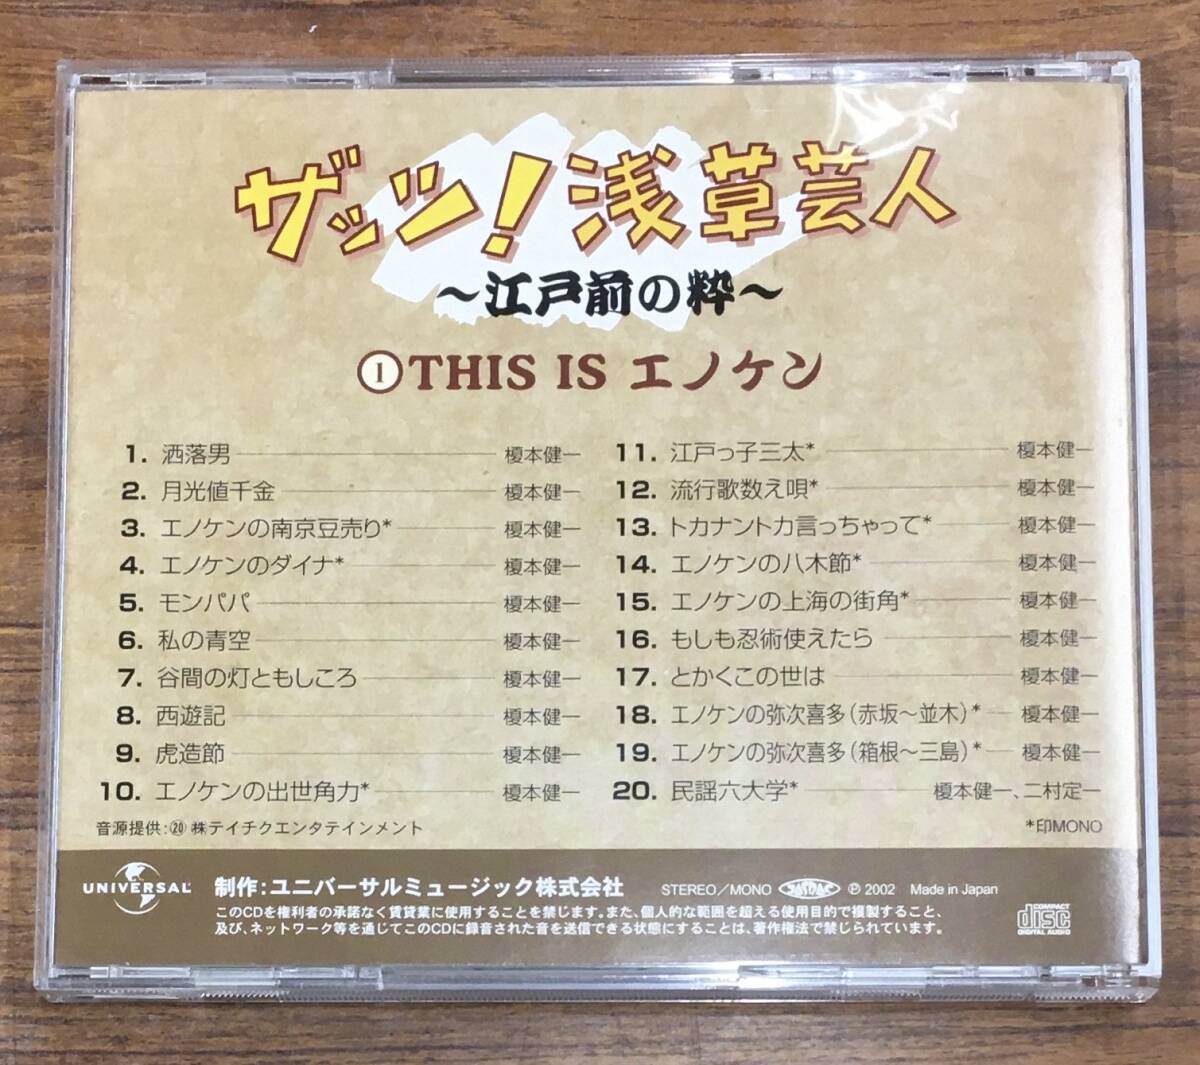 ザッツ!浅草芸人
～江戸前の粋～
①THIS IS エノケン
1. 洒落男 榎本健一
2. 月光値千金 榎本健一
3. エノケンの南京豆売り* 榎本健一
4. エノケンのダイナ* 榎本健一
5. モンパパ 榎本健一
6. 私の青空 榎本健一
7. 谷間の灯ともしころ 榎本健一
8. 西遊記 榎本健一
9. 虎造節 榎本健一
10. エノケンの出世角力* 榎本健一
11. 江戸っ子三太* 榎本健一
12. 流行歌数え唄* 榎本健一
13. トカナントカ言っちゃって* 榎本健一
14. エノケンの八木節* 榎本健一
15. エノケンの上海の街角* 榎本健一
16. もしも忍術使えたら 榎本健一
17. とかくこの世は 榎本健一
18. エノケンの弥次喜多(赤坂～並木)* 榎本健一
19. エノケンの弥次喜多(箱根～三島)* 榎本健一
20. 民謡六大学* 榎本健一、二村定一
音源提供:⑳ 株テイチクエンタテインメント
*印MONO
UNIVERSAL
制作:ユニバーサルミュージック株式会社
STEREO/MONO JASRAC ℗ 2002 Made in Japan
このCDを権利者の承諾なく賃貸業に使用することを禁じます。また、個人的な範囲を超える使用目的で複製すること、
及び、ネットワーク等を通じてこのCDに録音された音を送信できる状態にすることは、著作権法で禁じられています。
COMPACT
disc
DIGITAL AUDIO